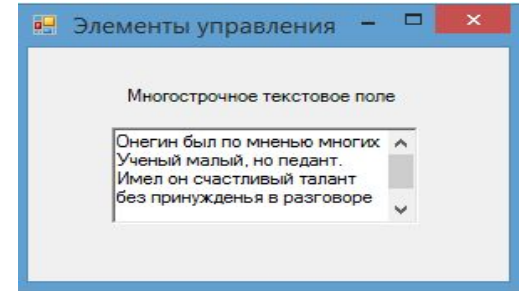 Элементы управления
Многострочное текстовое поле
Онегин был по мненью многих
Ученый малый, но педант.
Имел он счастливый талант
без принужденья в разговоре